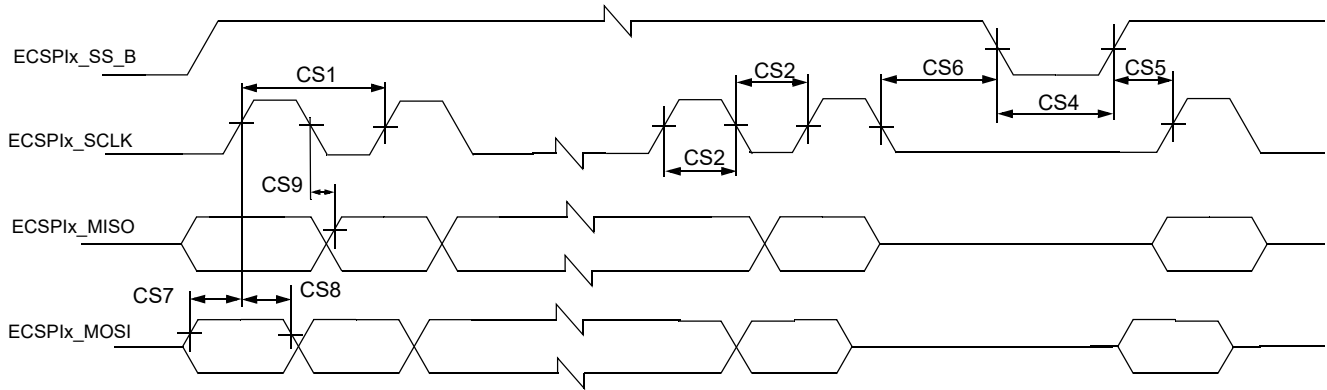 ECSPIx_SS_B
CS1
CS2
CS6
CS5
CS4
ECSPIx_SCLK
CS2
CS9
ECSPIx_MISO
CS7
CS8
ECSPIx_MOSI